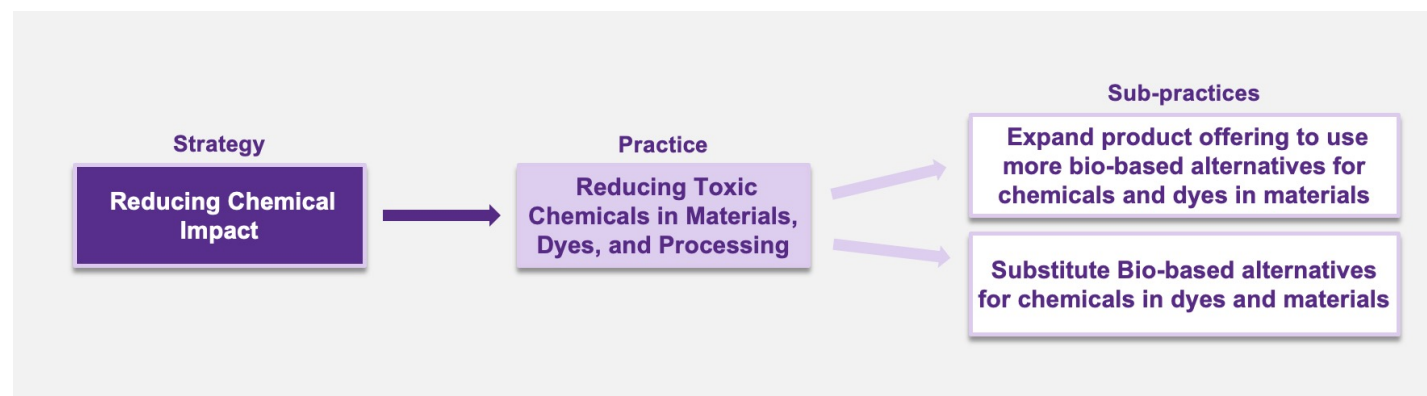 Strategy
Reducing Chemical
Impact
Practice
Reducing Toxic
Chemicals in Materials,
Dyes, and Processing
Sub-practices
Expand product offering to use
more bio-based alternatives for
chemicals and dyes in materials
Substitute Bio-based alternatives
for chemicals in dyes and materials